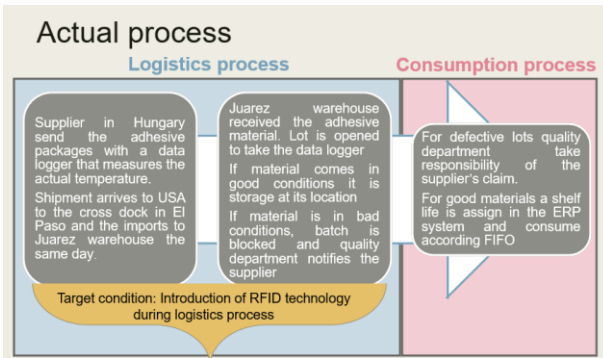 Actual process
Logistics process
Consumption process
Supplier in Hungary
send the adhesive
packages with a data
logger that measures the
actual temperature.
Shipment arrives to USA
to the cross dock in El
Paso and the imports to
Juarez warehouse the
same day.
Juarez warehouse
received the adhesive
material. Lot is opened
to take the data logger
If material comes in
good conditions it is
storage at its location
If material is in bad
conditions, batch is
blocked and quality
department notifies the
supplier
For defective lots quality
department take
responsibility of the
supplier's claim.
For good materials a shelf
life is assign in the ERP
system and consume
according FIFO
Target condition: Introduction of RFID technology
during logistics process